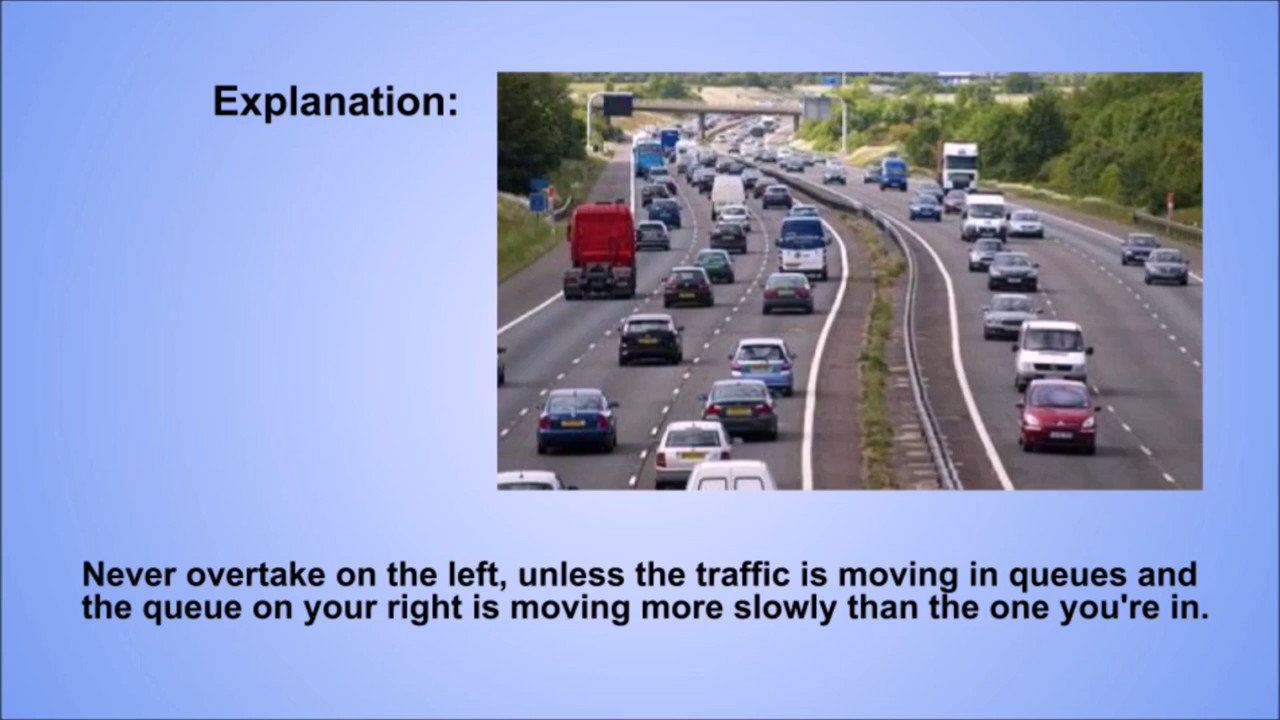 Explanation:
Never overtake on the left, unless the traffic is moving in queues and
the queue on your right is moving more slowly than the one you're in.